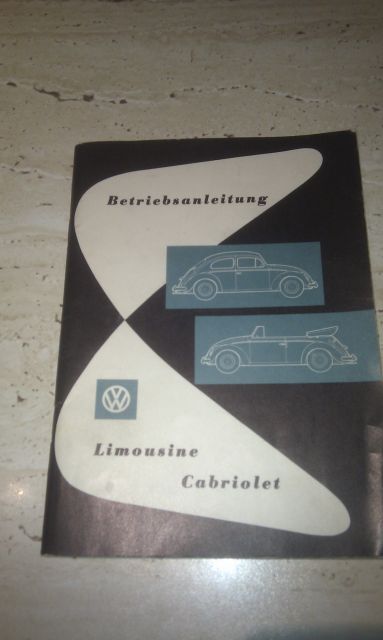 Betriebsanleitung
VW
Limousine
Cabriolet